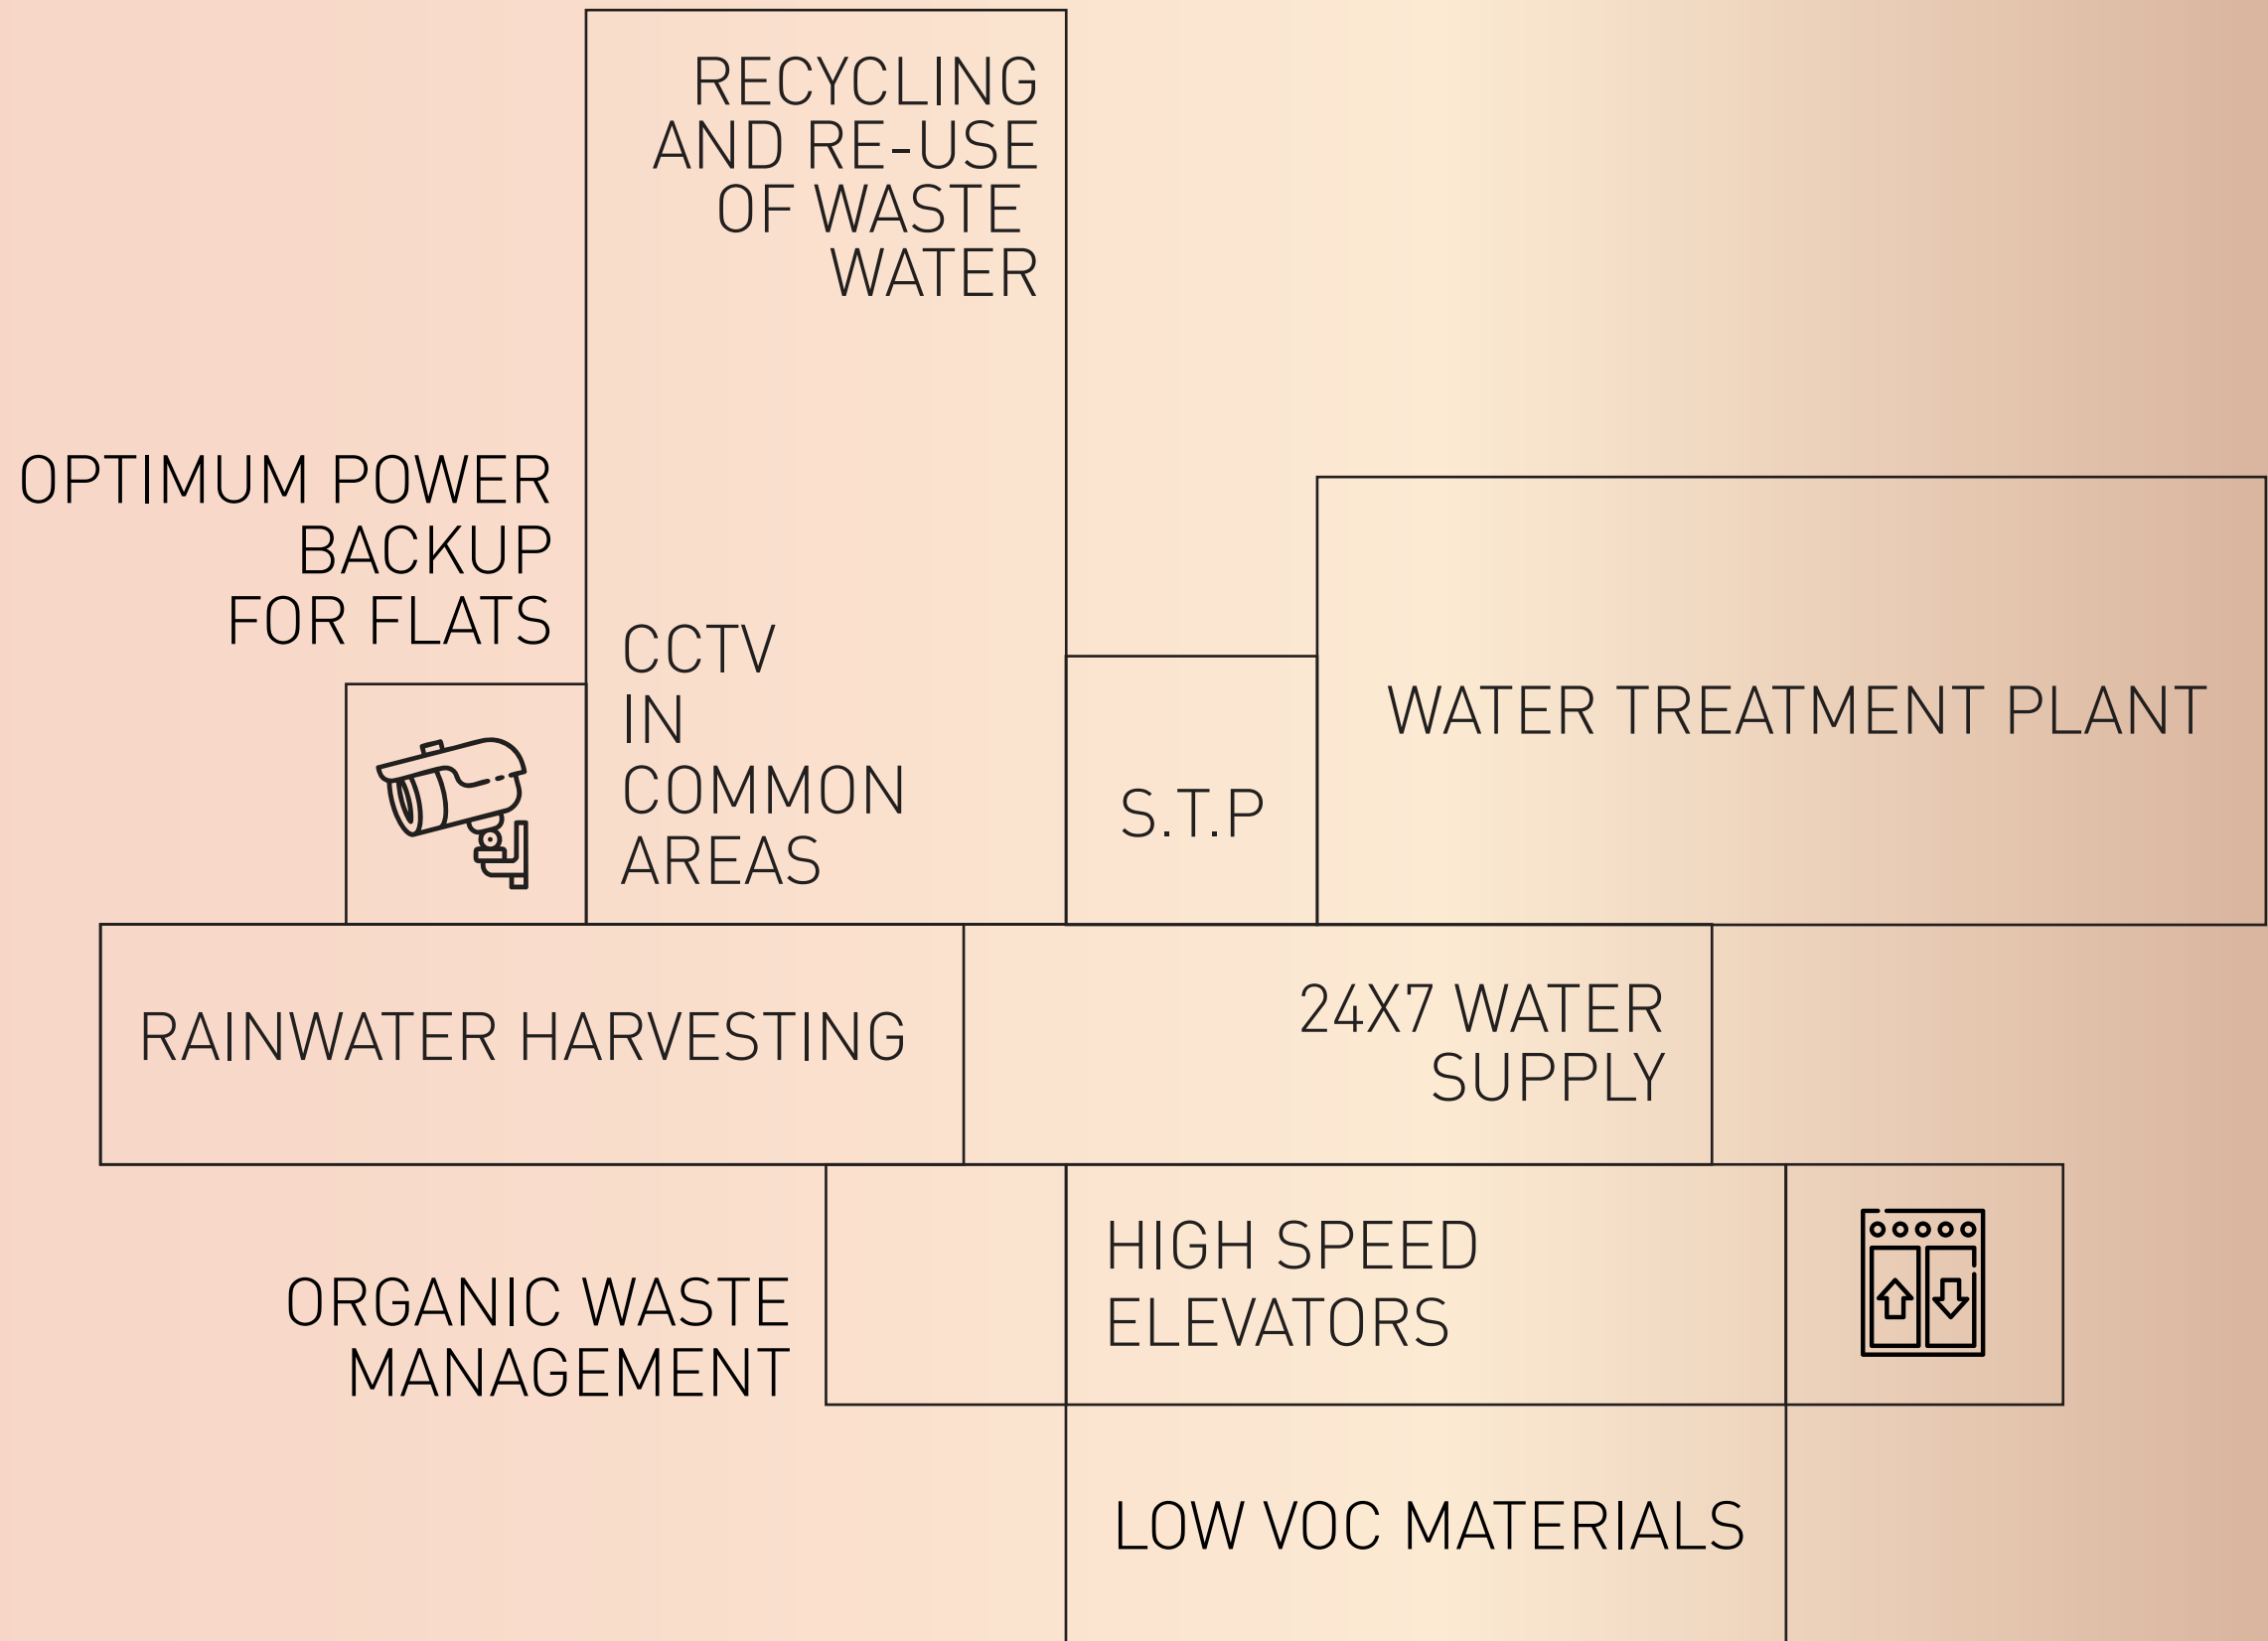 RECYCLING
AND RE-USE
OF WASTE
WATER
OPTIMUM POWER
BACKUP
FOR FLATS
CCTV
IN
COMMON
AREAS
S.T.P
WATER TREATMENT PLANT
RAINWATER HARVESTING
24X7 WATER
SUPPLY
ORGANIC WASTE
MANAGEMENT
HIGH SPEED
ELEVATORS
LOW VOC MATERIALS